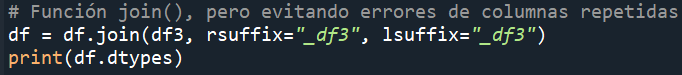 # Función join(), pero evitando errores de columnas repetidas
df = df.join(df3, rsuffix="_df3", lsuffix="_df3")
print(df.dtypes)